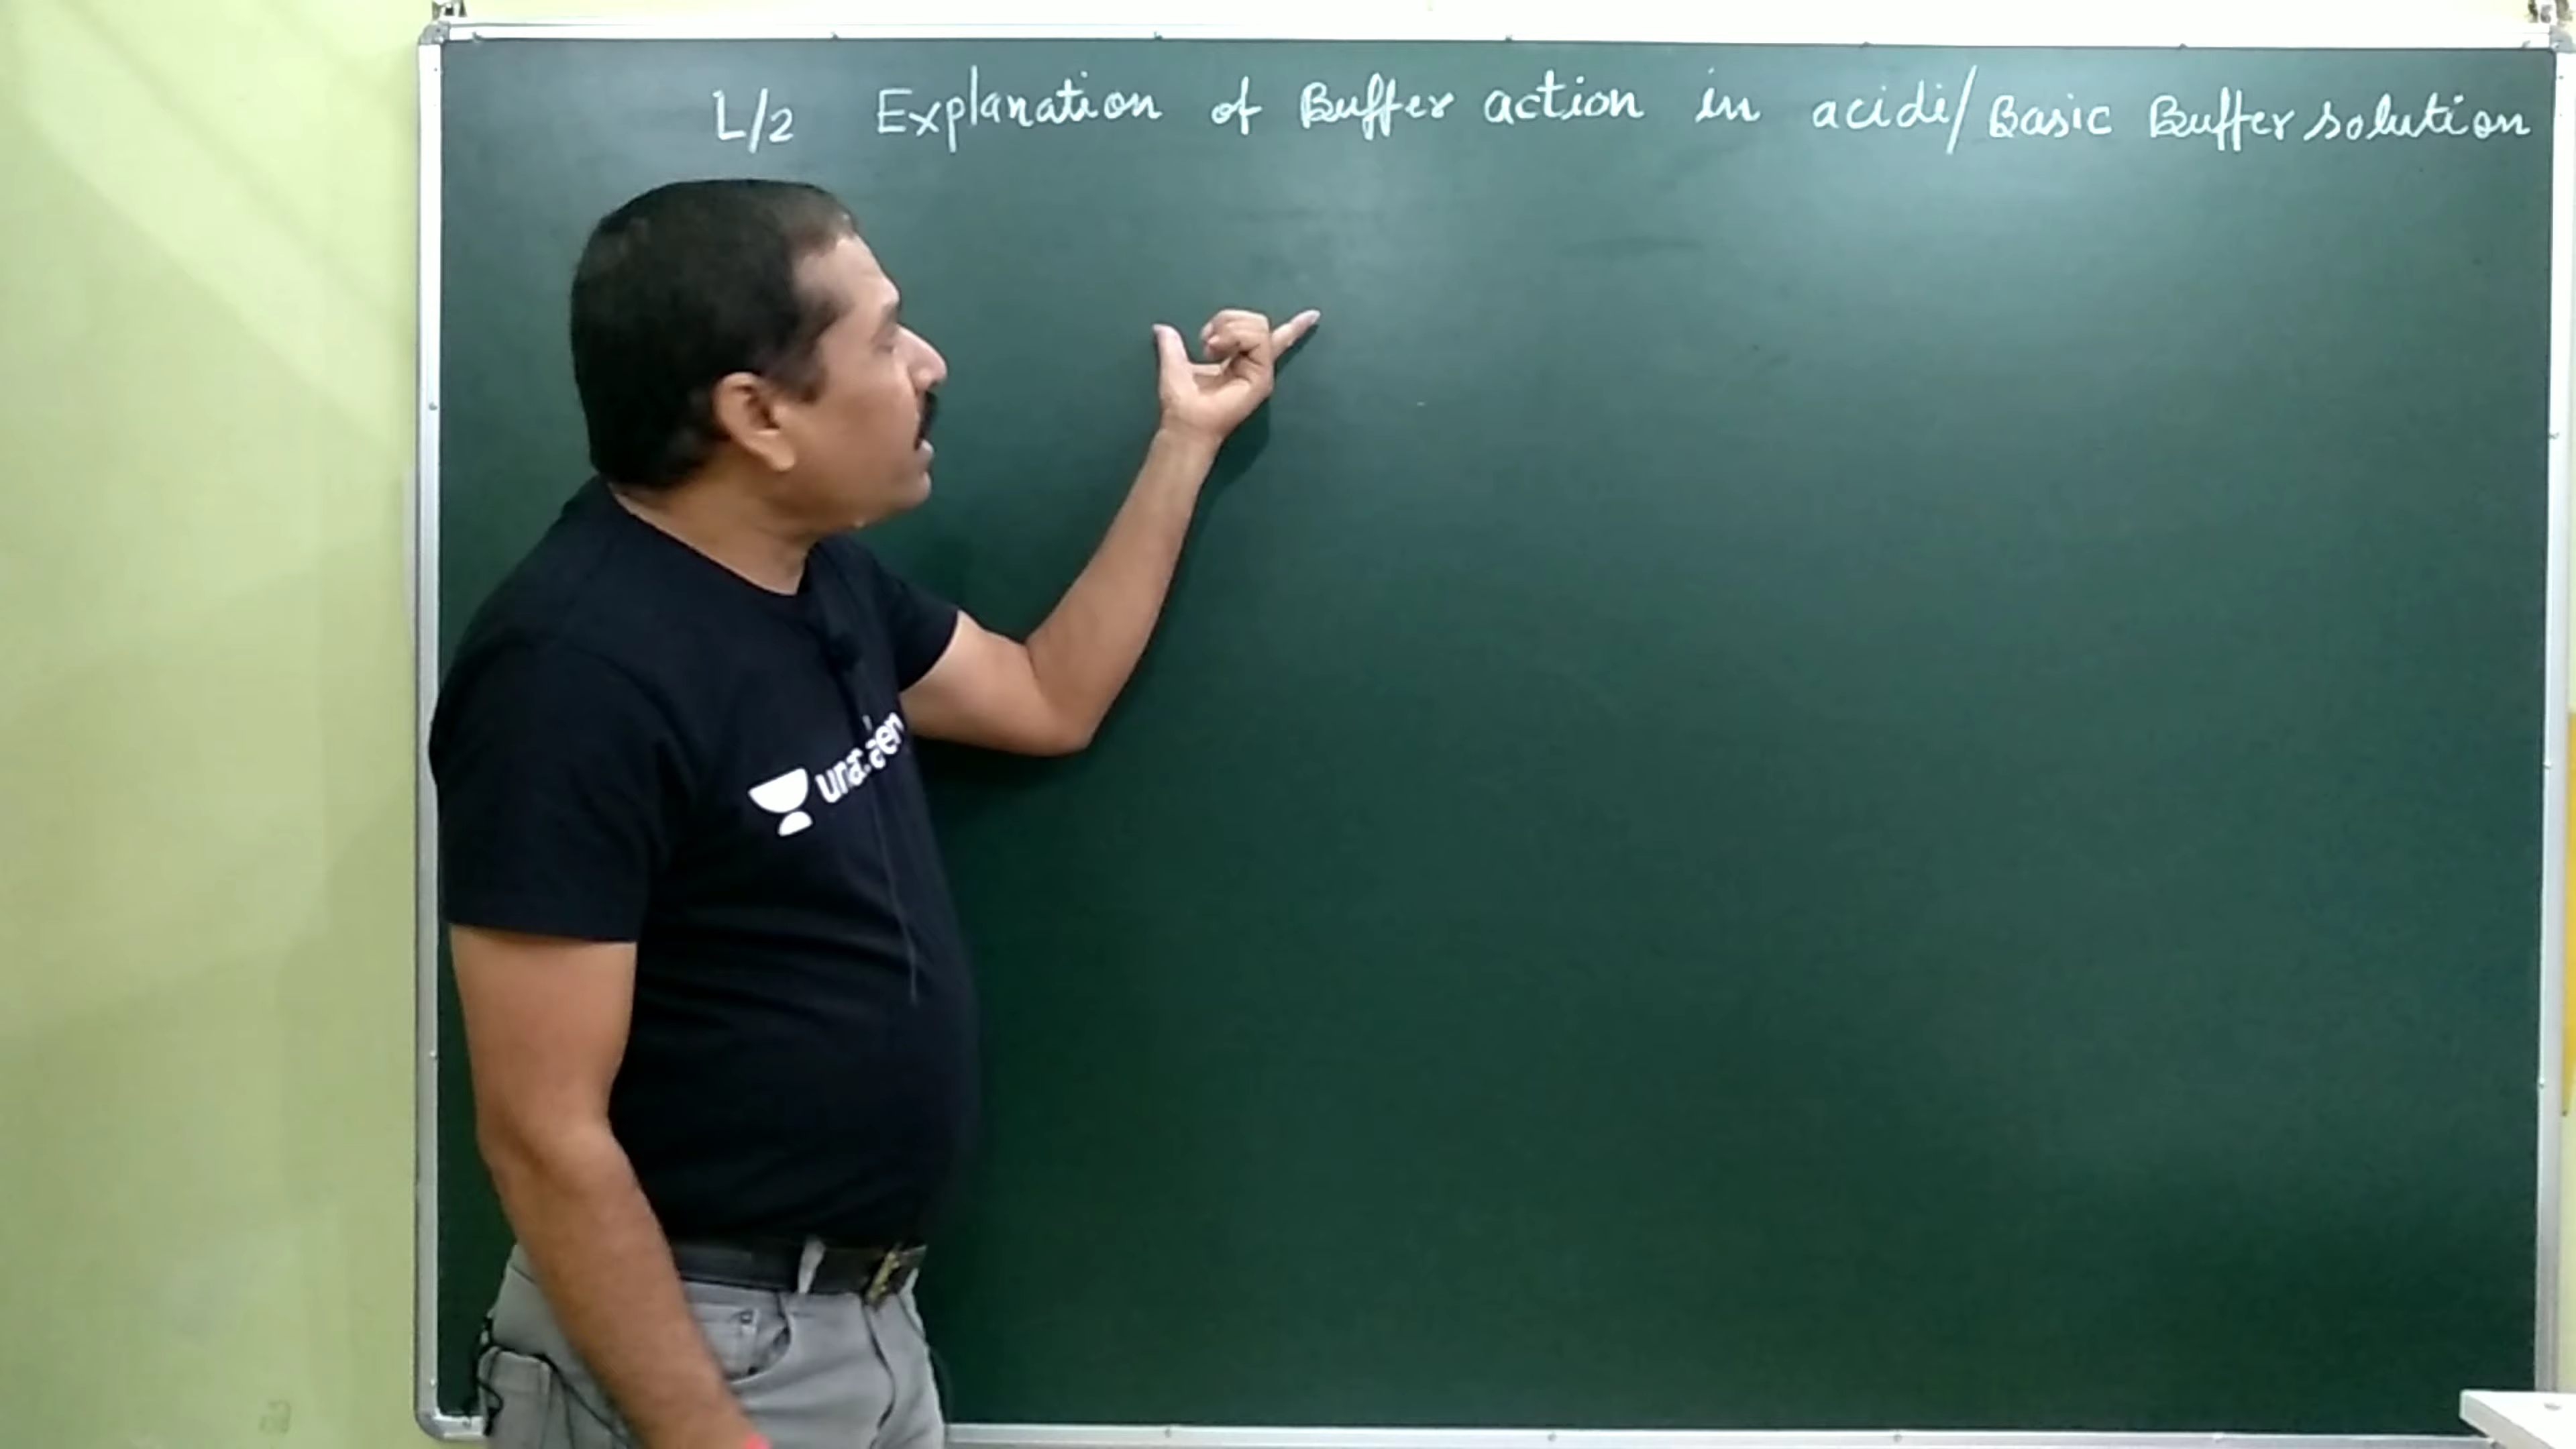 L/2 Explanation of Buffer action in acidi/Basic Buffer solution